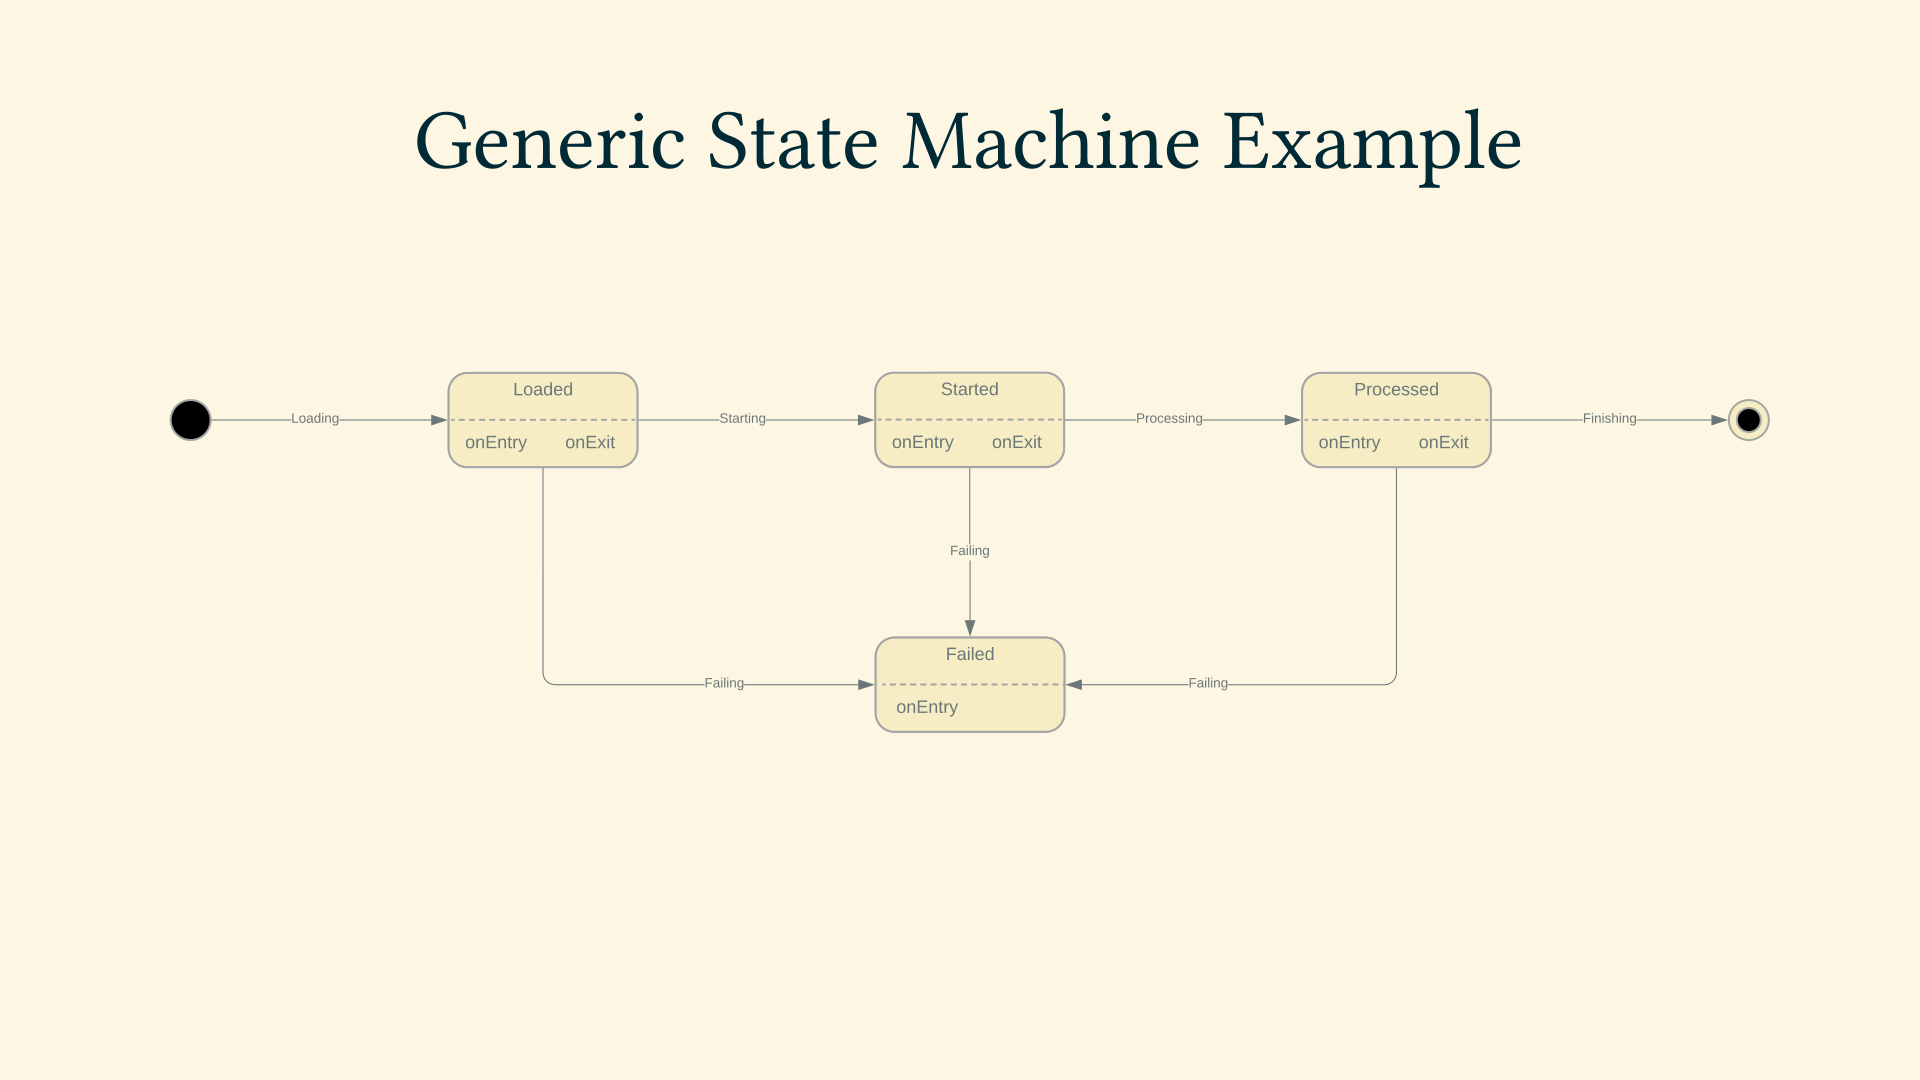 Generic State Machine Example
Loaded
Started
Processed
Loading
Starting
Processing
Finishing
onEntry onExit
onEntry onExit
onEntry onExit
Failing
Failed
Failing
Failing
onEntry